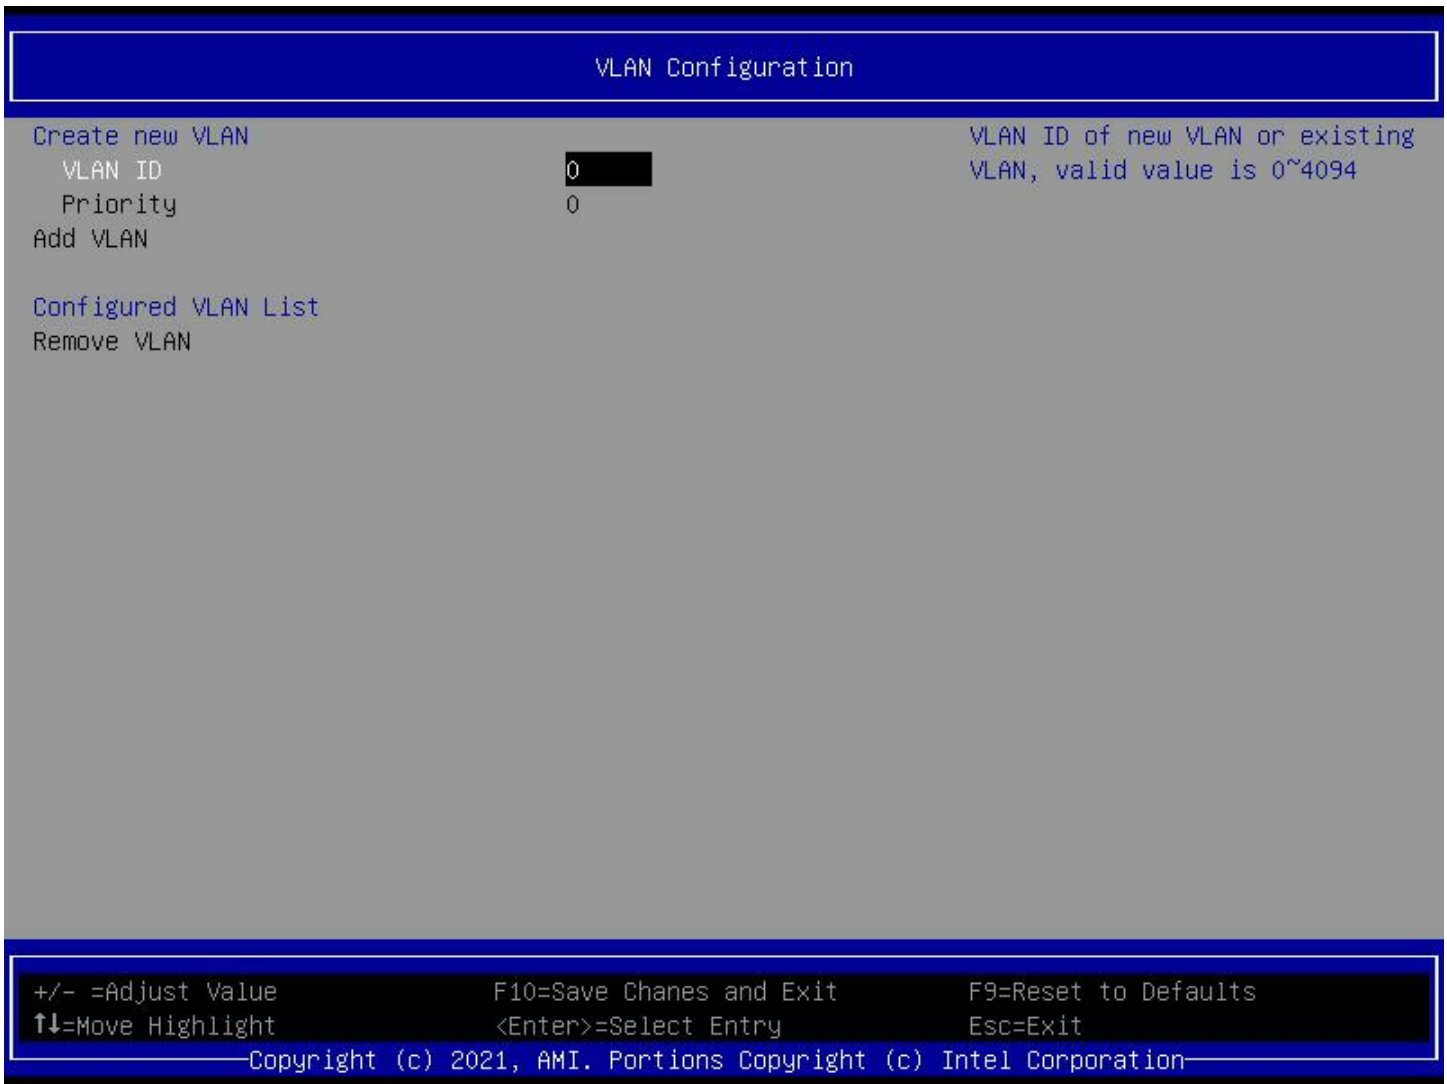 VLAN Configuration
Create new VLAN
VLAN ID 0
Priority 0
Add VLAN
Configured VLAN List
Remove VLAN
VLAN ID of new VLAN or existing
VLAN, valid value is 0~4094
+/- =Adjust Value F10=Save Chanes and Exit F9=Reset to Defaults
↑↓=Move Highlight <Enter>=Select Entry Esc=Exit
Copyright (c) 2021, AMI. Portions Copyright (c) Intel Corporation